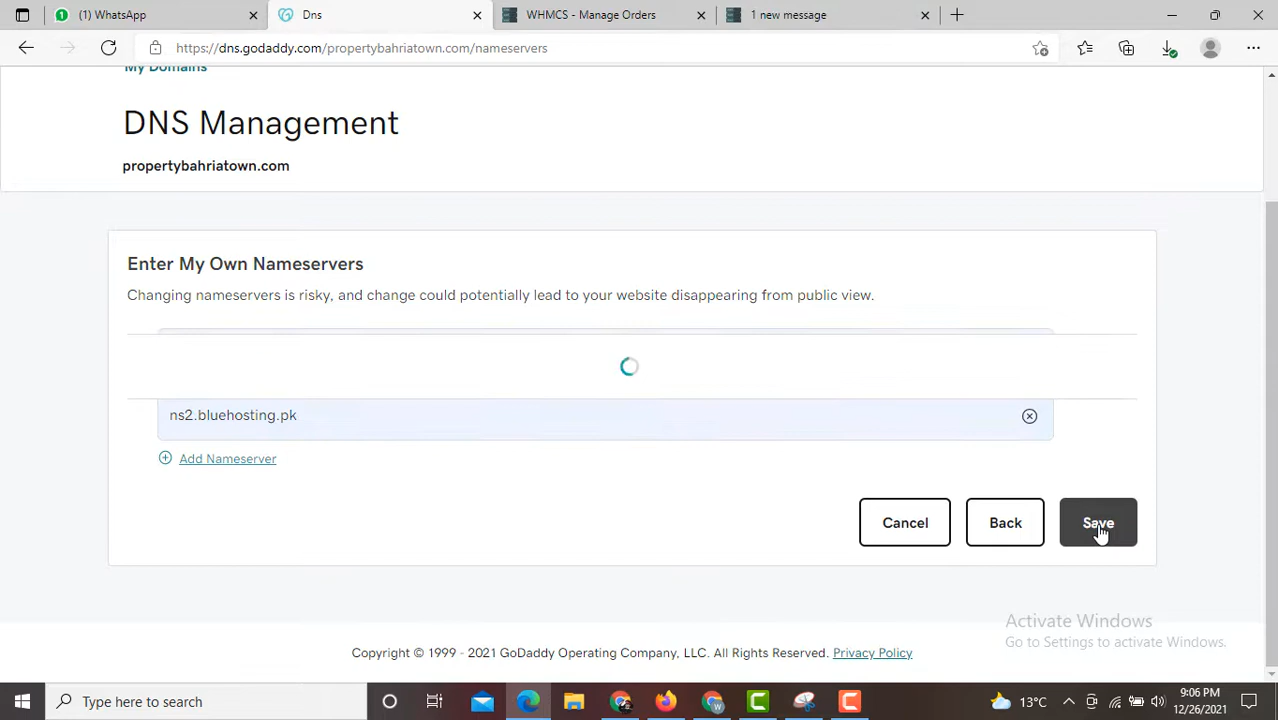 (1) WhatsApp
Dns
WHMCS - Manage Orders
1 new message
https://dns.godaddy.com/propertybahriatown.com/nameservers
My Domains
DNS Management
propertybahriatown.com
Enter My Own Nameservers
Changing nameservers is risky, and change could potentially lead to your website disappearing from public view.
ns2.bluehosting.pk
Add Nameserver
Cancel
Back
Save
Activate Windows
Go to Settings to activate Windows.
Copyright © 1999 - 2021 GoDaddy Operating Company, LLC. All Rights Reserved. Privacy Policy
Type here to search
13°C
9:06 PM
12/26/2021